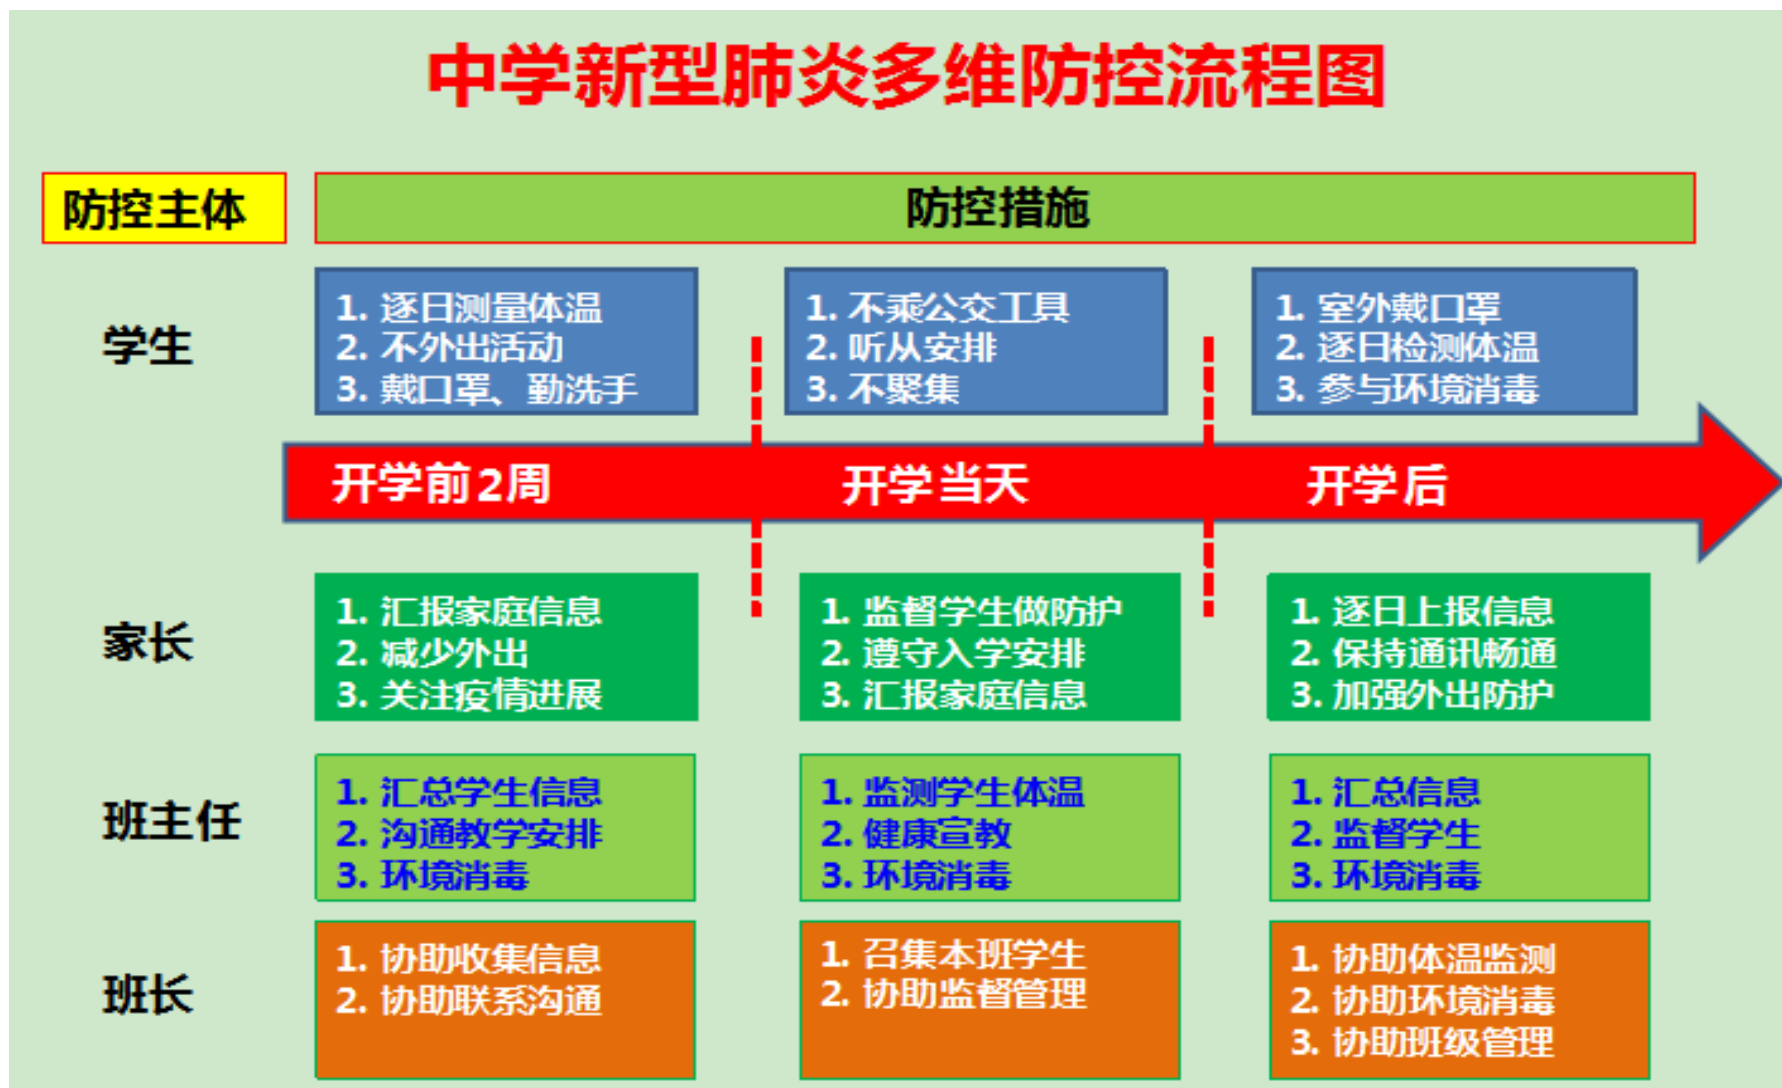 中学新型肺炎多维防控流程图
防控主体
防控措施
学生
1. 逐日测量体温
2. 不外出活动
3. 戴口罩、勤洗手
1. 不乘公交工具
2. 听从安排
3. 不聚集
1. 室外戴口罩
2. 逐日检测体温
3. 参与环境消毒
开学前2周
开学当天
开学后
家长
1. 汇报家庭信息
2. 减少外出
3. 关注疫情进展
1. 监督学生做防护
2. 遵守入学安排
3. 汇报家庭信息
1. 逐日上报信息
2. 保持通讯畅通
3. 加强外出防护
班主任
1. 汇总学生信息
2. 沟通教学安排
3. 环境消毒
1. 监测学生体温
2. 健康宣教
3. 环境消毒
1. 汇总信息
2. 监督学生
3. 环境消毒
班长
1. 协助收集信息
2. 协助联系沟通
1. 召集本班学生
2. 协助监督管理
1. 协助体温监测
2. 协助环境消毒
3. 协助班级管理